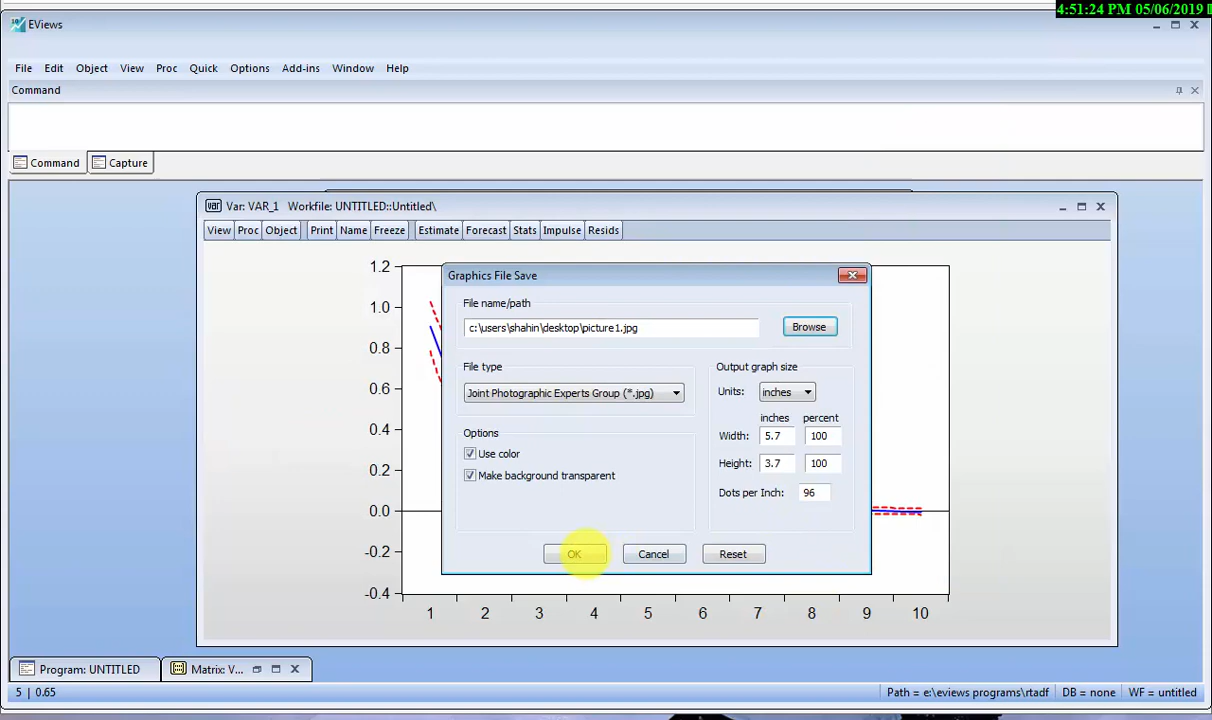 4:51:24 PM 05/06/2019
EViews
File Edit Object View Proc Quick Options Add-ins Window Help
Command
Command Capture
Var: VAR_1 Workfile: UNTITLED::Untitled\
View Proc Object Print Name Freeze Estimate Forecast Stats Impulse Resids
Graphics File Save
File name/path
c:\users\shahin\desktop\picture1.jpg
Browse
File type
Joint Photographic Experts Group (*.jpg)
Options
Use color
Make background transparent
Output graph size
Units: inches
inches percent
Width: 5.7 100
Height: 3.7 100
Dots per Inch: 96
OK Cancel Reset
1.2
1.0
0.8
0.6
0.4
0.2
0.0
-0.2
-0.4
1 2 3 4 5 6 7 8 9 10
Program: UNTITLED Matrix: V...
5 | 0.65 Path = e:\eviews programs\rtadf DB = none WF = untitled